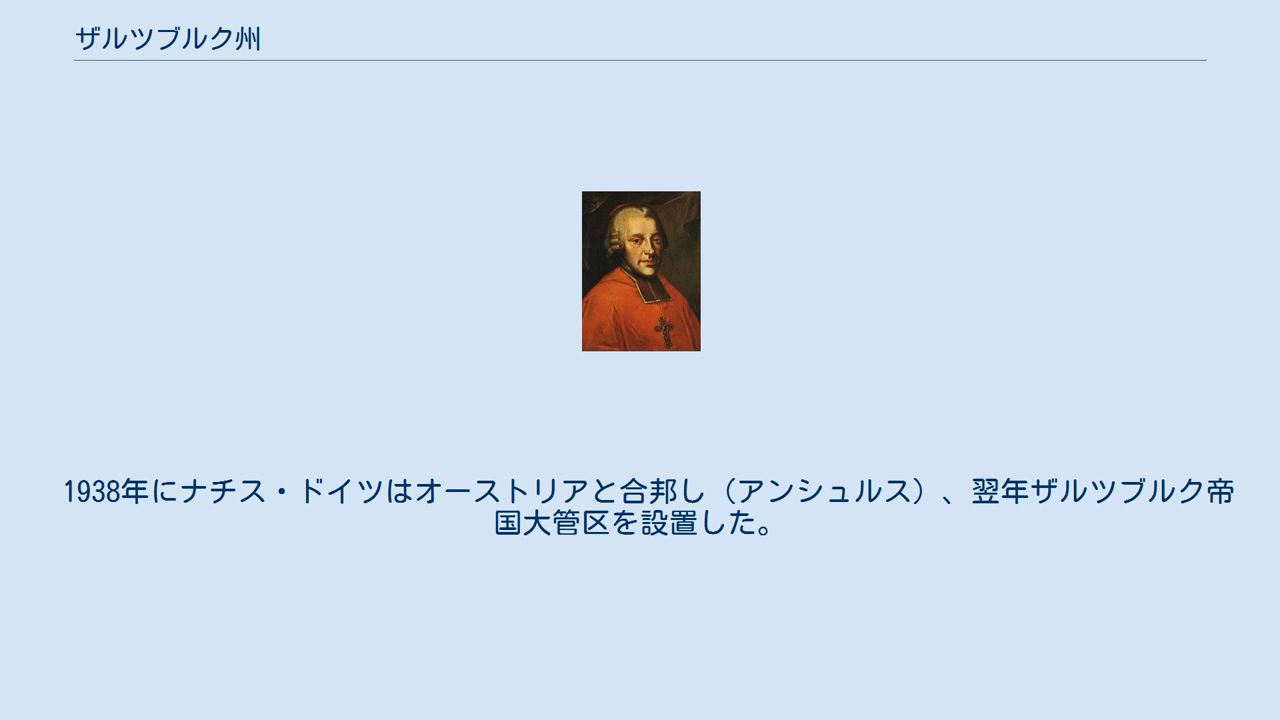 ザルツブルク州
1938年にナチス・ドイツはオーストリアと合邦し（アンシュルス）、翌年ザルツブルク帝
国大管区を設置した。